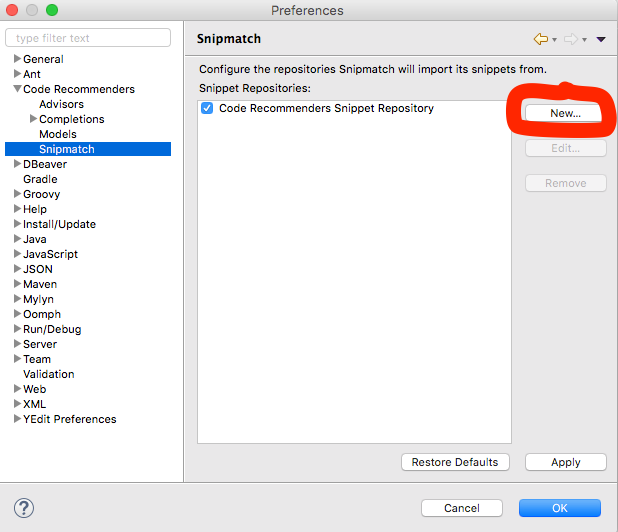 Preferences
type filter text
General
Ant
Code Recommenders
Advisors
Completions
Models
Snipmatch
DBeaver
Gradle
Groovy
Help
Install/Update
Java
JavaScript
JSON
Maven
Mylyn
Oomph
Run/Debug
Server
Team
Validation
Web
XML
YEdit Preferences
Snipmatch
Configure the repositories Snipmatch will import its snippets from.
Snippet Repositories:
Code Recommenders Snippet Repository
New...
Edit...
Remove
Restore Defaults
Apply
?
Cancel
OK